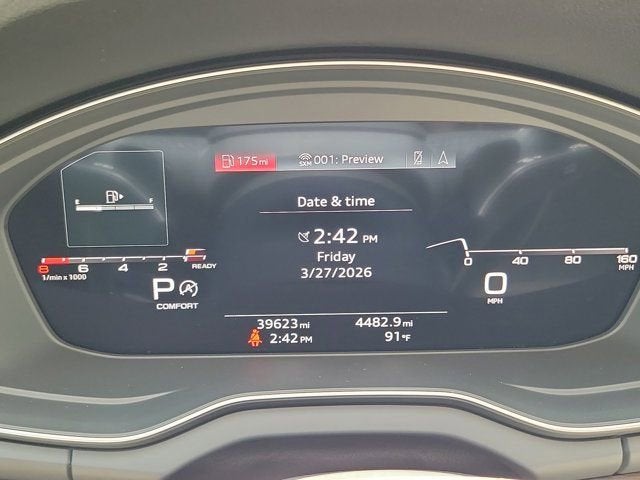 175 mi
SXM 001: Preview
Date & time
E F
2:42 PM
Friday
3/27/2026
8 6 4 2 READY
1/min x 1000
0 40 80 160
MPH
P
COMFORT
0
MPH
39623 mi 4482.9 mi
2:42 PM 91°F